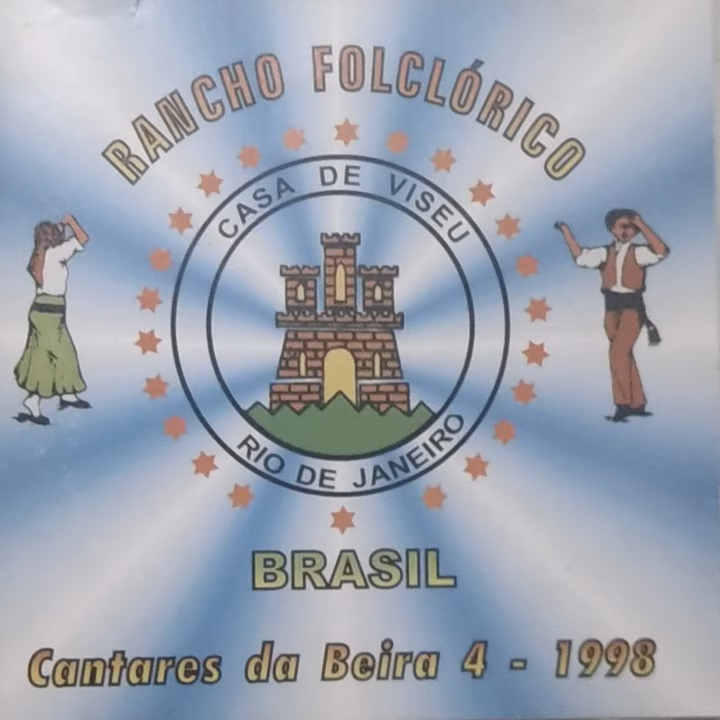 RANCHO FOLCLÓRICO
CASA DE VISEU
RIO DE JANEIRO
BRASIL
Cantares da Beira 4 - 1998